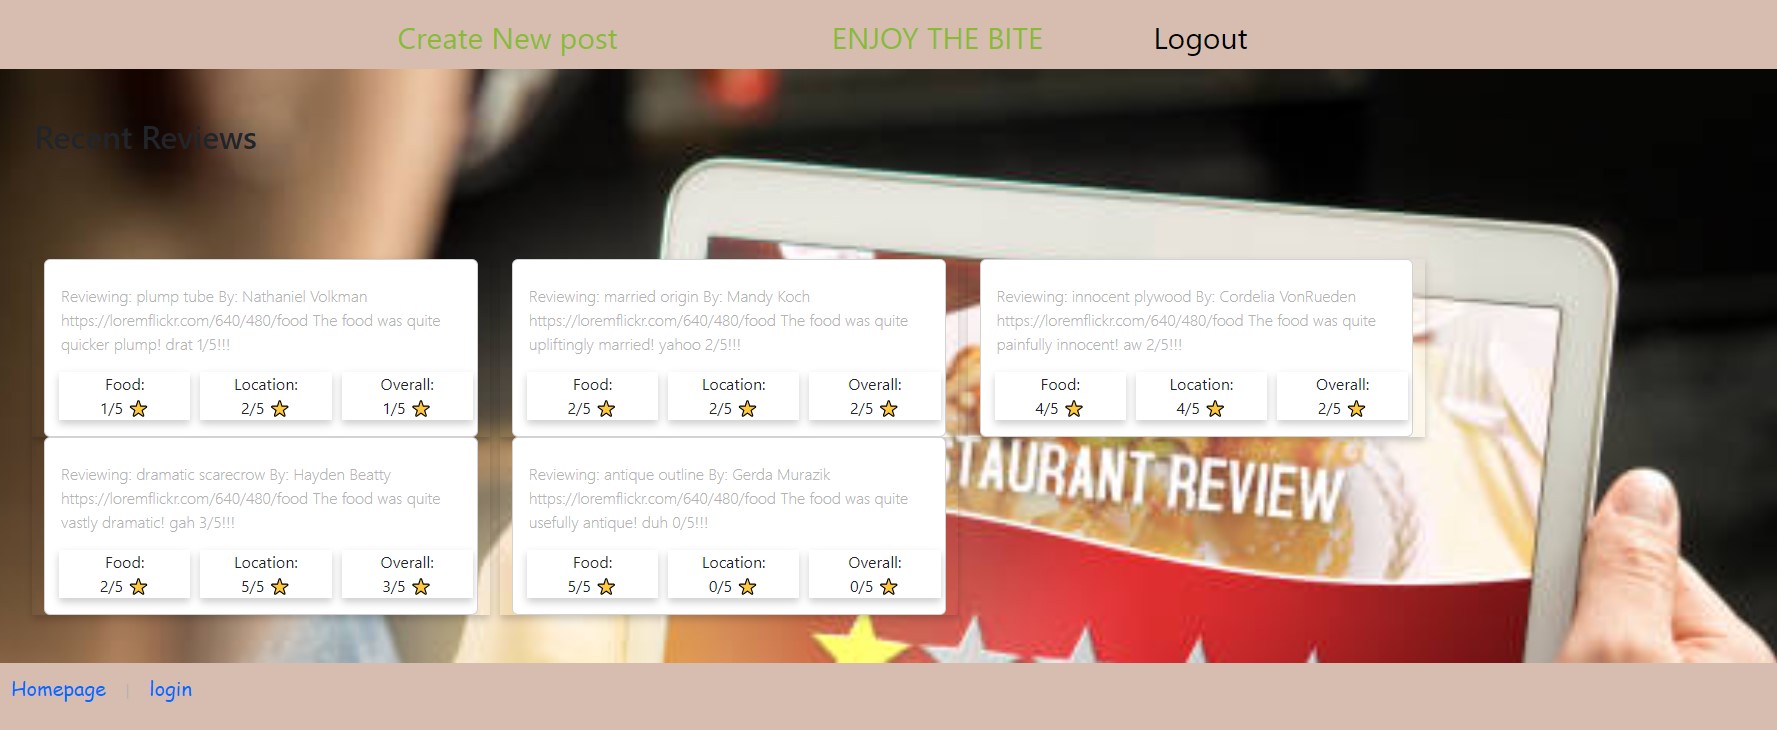 Create New post ENJOY THE BITE Logout
Recent Reviews
Reviewing: plump tube By: Nathaniel Volkman
https://loremflickr.com/640/480/food The food was quite
quicker plump! drat 1/5!!!
Food: Location: Overall:
1/5 2/5 1/5
Reviewing: married origin By: Mandy Koch
https://loremflickr.com/640/480/food The food was quite
upliftingly married! yahoo 2/5!!!
Food: Location: Overall:
2/5 2/5 2/5
Reviewing: innocent plywood By: Cordelia VonRueden
https://loremflickr.com/640/480/food The food was quite
painfully innocent! aw 2/5!!!
Food: Location: Overall:
4/5 4/5 2/5
Reviewing: dramatic scarecrow By: Hayden Beatty
https://loremflickr.com/640/480/food The food was quite
vastly dramatic! gah 3/5!!!
Food: Location: Overall:
2/5 5/5 3/5
Reviewing: antique outline By: Gerda Murazik
https://loremflickr.com/640/480/food The food was quite
usefully antique! duh 0/5!!!
Food: Location: Overall:
5/5 0/5 0/5
STAURANT REVIEW
Homepage | login